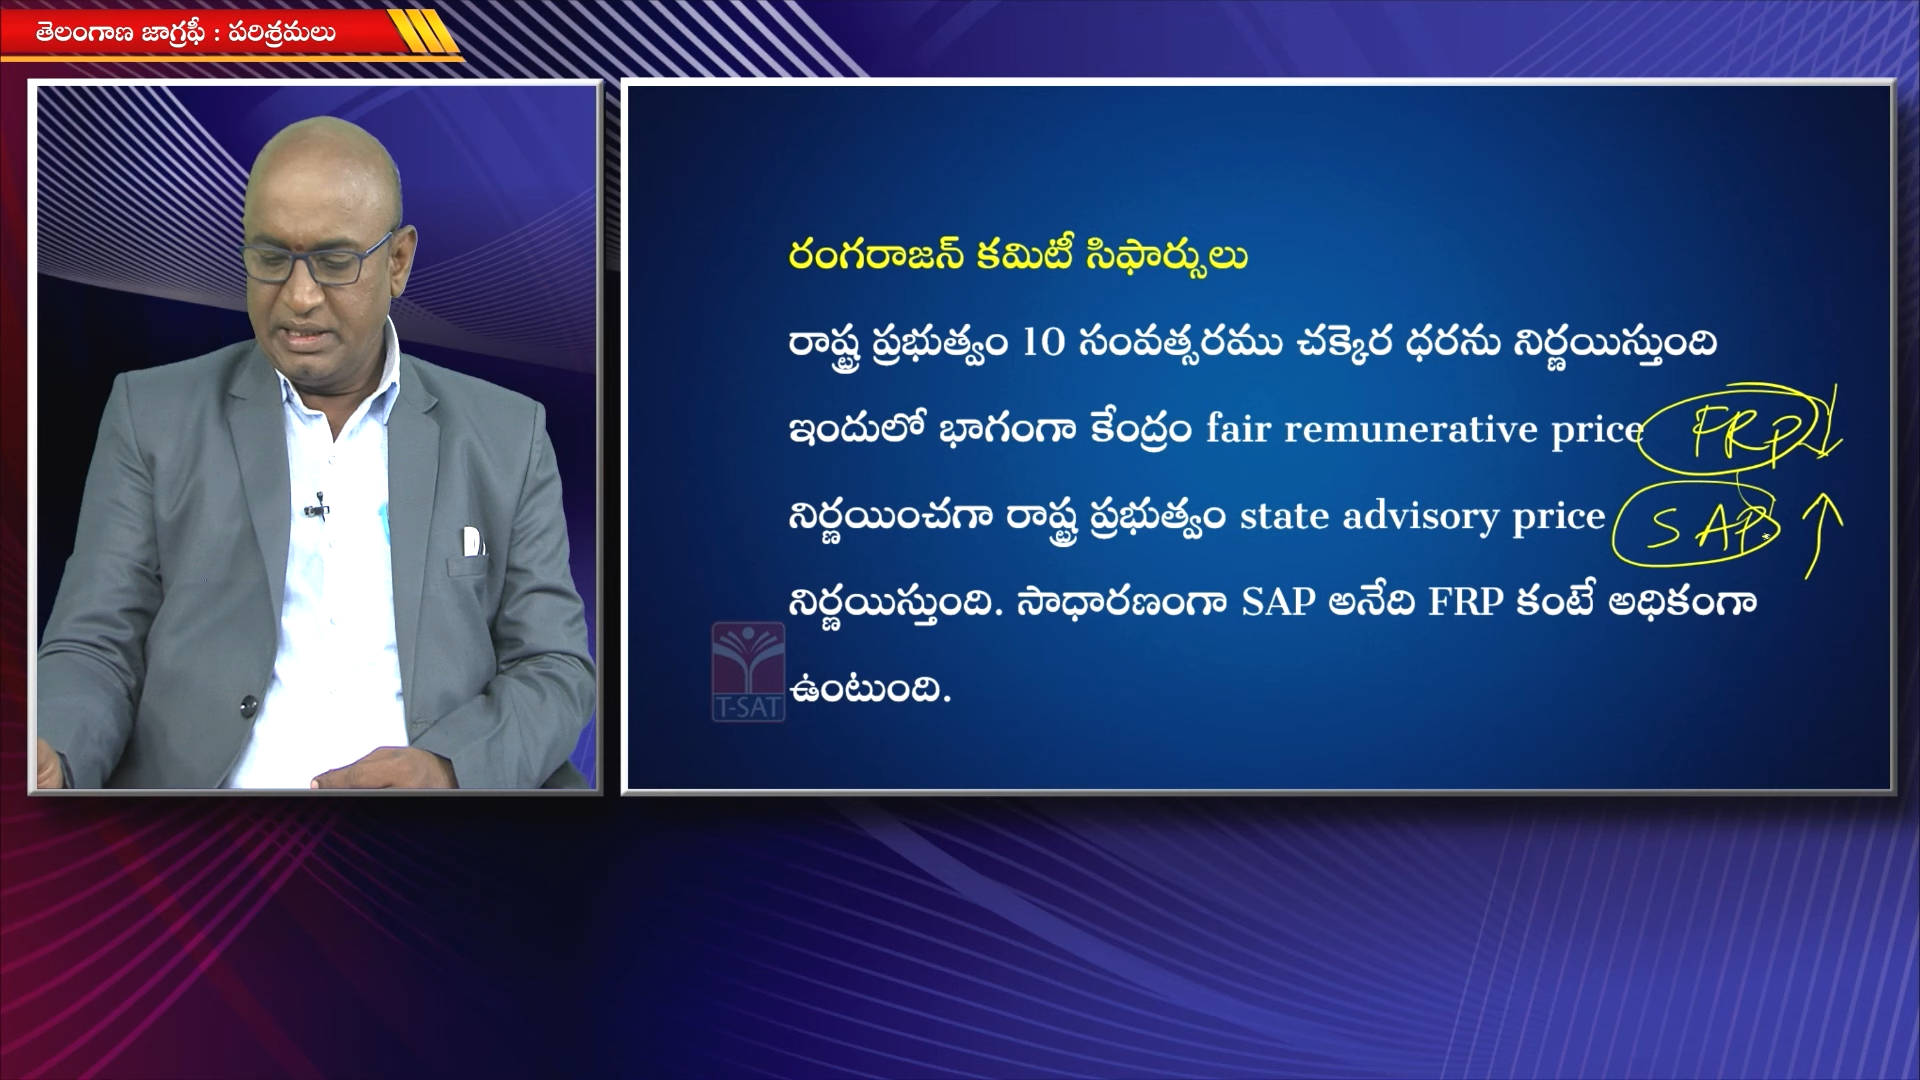 తెలంగాణ జాగ్రఫీ : పరిశ్రమలు
రంగరాజన్ కమిటీ సిఫార్సులు
రాష్ట్ర ప్రభుత్వం 10 సంవత్సరము చక్కెర ధరను నిర్ణయిస్తుంది
ఇందులో భాగంగా కేంద్రం fair remunerative price FRP
నిర్ణయించగా రాష్ట్ర ప్రభుత్వం state advisory price SAP
నిర్ణయిస్తుంది. సాధారణంగా SAP అనేది FRP కంటే అధికంగా
ఉంటుంది.
T-SAT